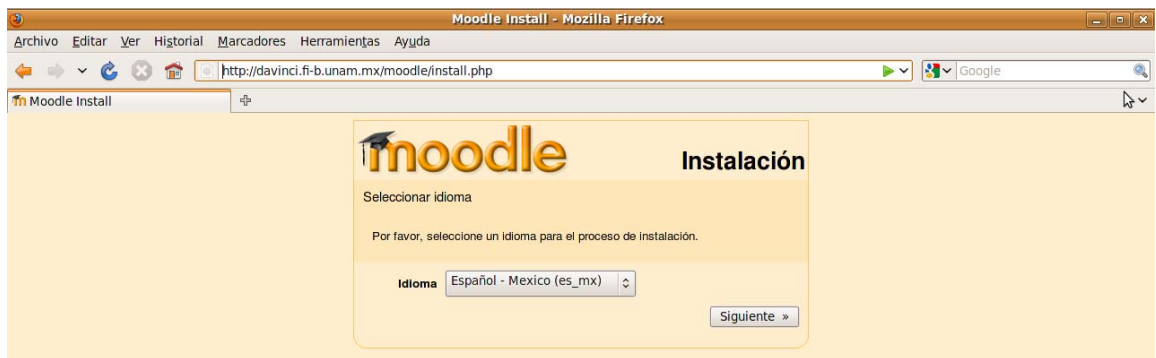 Moodle Install - Mozilla Firefox
Archivo Editar Ver Historial Marcadores Herramientas Ayuda
http://davinci.fi-b.unam.mx/moodle/install.php Google
Moodle Install
moodle Instalación
Seleccionar idioma
Por favor, seleccione un idioma para el proceso de instalación.
Idioma Español - Mexico (es_mx)
Siguiente »